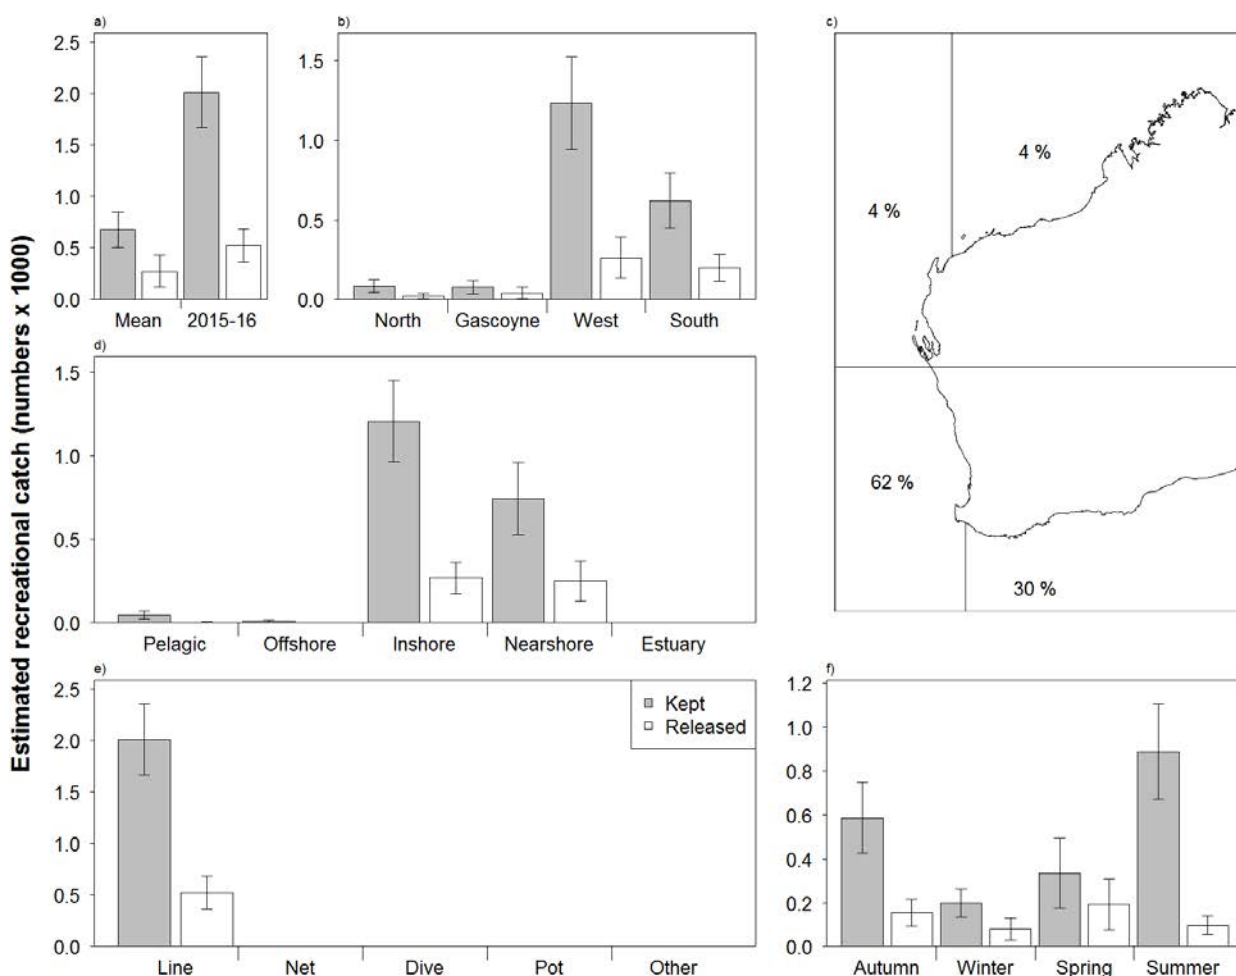 Estimated recreational catch (numbers x 1000)
a)
2.5
2.0
1.5
1.0
0.5
0.0
Mean 2015-16
b)
1.5
1.0
0.5
0.0
North Gascoyne West South
c)
4 %
4 %
62 %
30 %
d)
1.5
1.0
0.5
0.0
Pelagic Offshore Inshore Nearshore Estuary
e)
2.5
2.0
1.5
1.0
0.5
0.0
Kept
Released
Line Net Dive Pot Other
f)
1.2
1.0
0.8
0.6
0.4
0.2
0.0
Autumn Winter Spring Summer